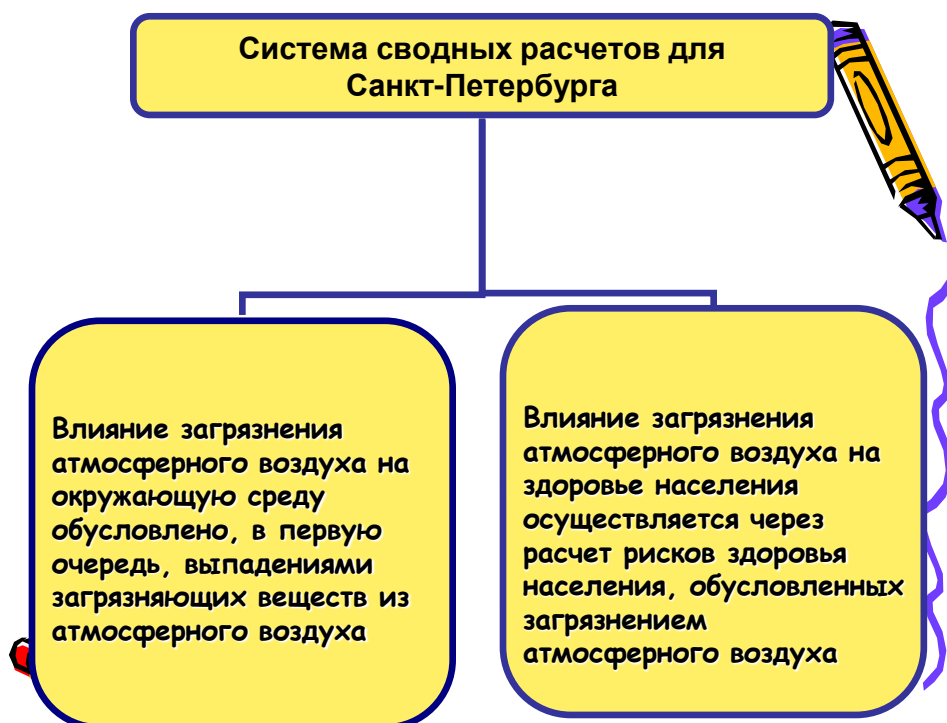 Система сводных расчетов для
Санкт-Петербурга
Влияние загрязнения
атмосферного воздуха на
окружающую среду
обусловлено, в первую
очередь, выпадениями
загрязняющих веществ из
атмосферного воздуха
Влияние загрязнения
атмосферного воздуха на
здоровье населения
осуществляется через
расчет рисков здоровья
населения, обусловленных
загрязнением
атмосферного воздуха